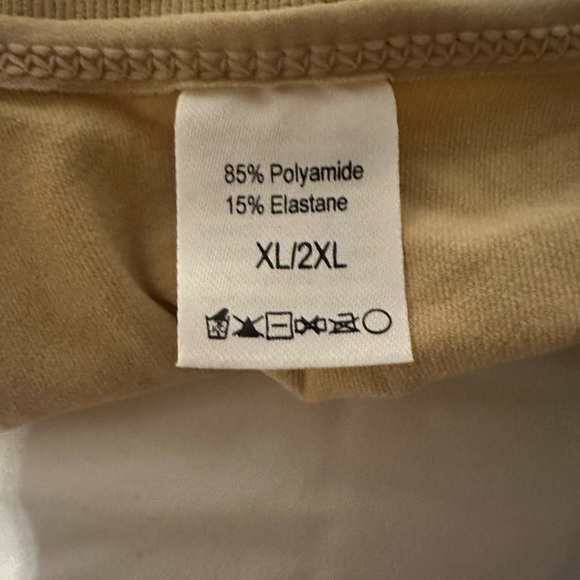 85% Polyamide
15% Elastane
XL/2XL